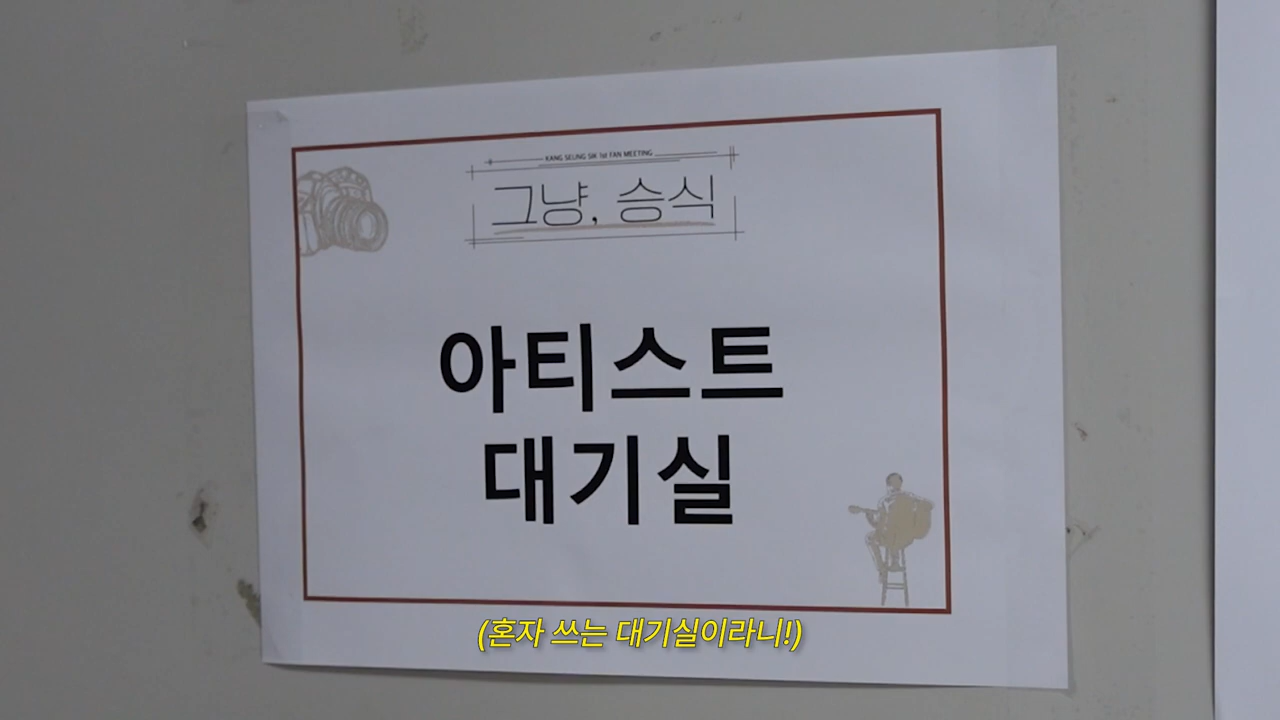 KANG SEUNG SIK 1st FAN MEETING
그냥, 승식
아티스트
대기실
(혼자 쓰는 대기실이라니!)